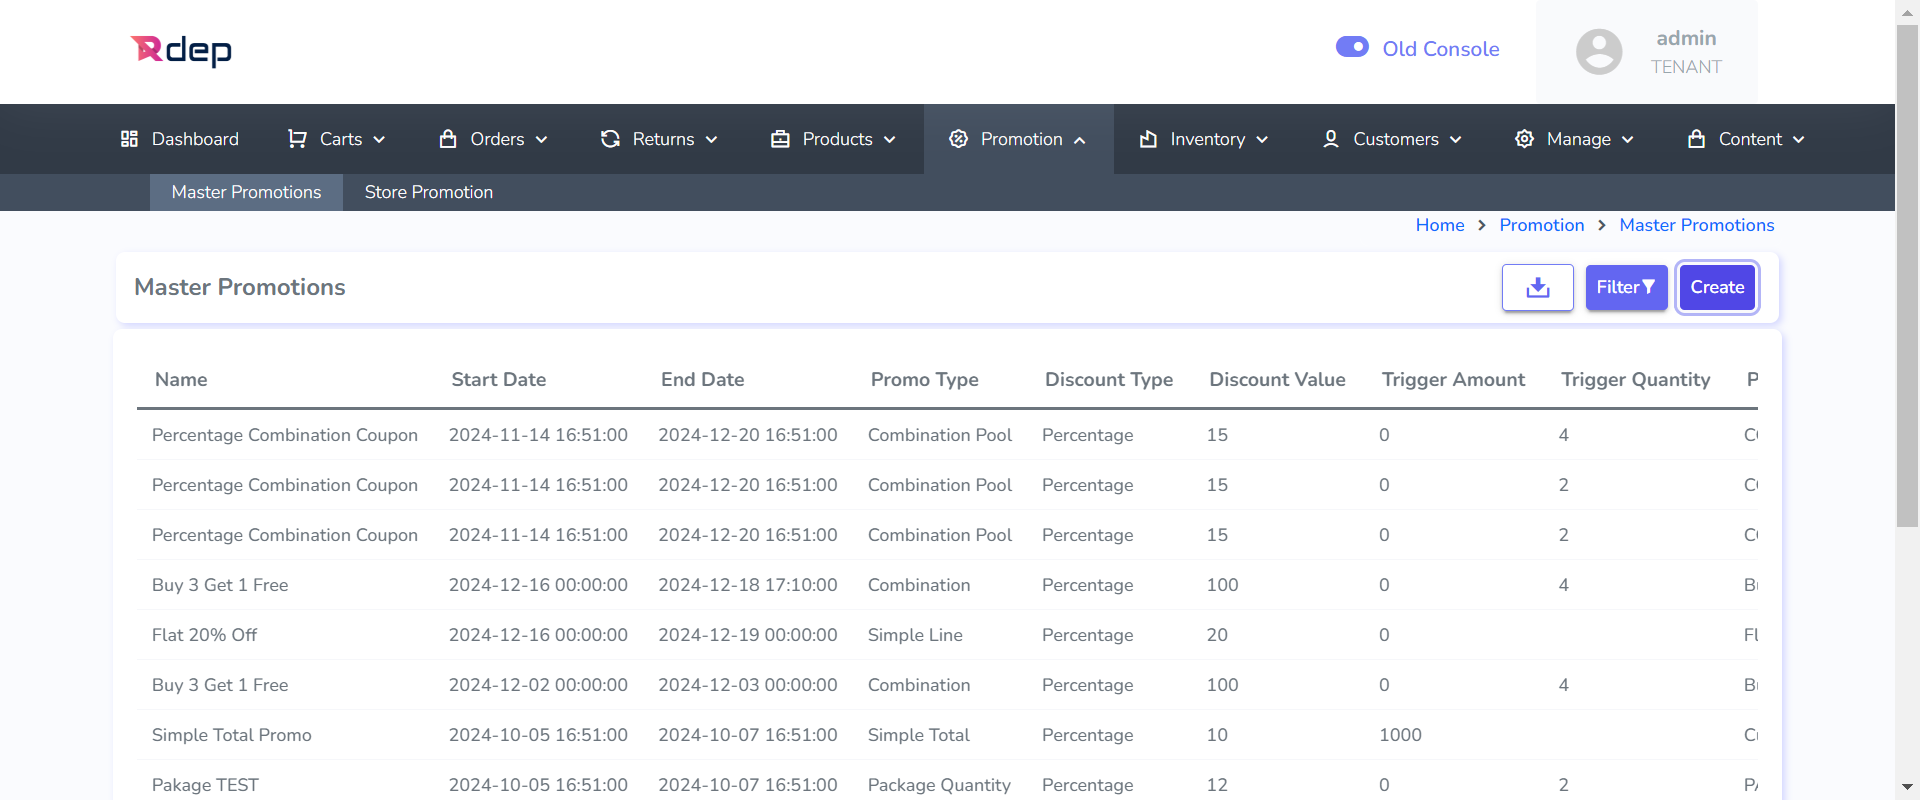 Rdep
Old Console
admin
TENANT
Dashboard Carts Orders Returns Products Promotion Inventory Customers Manage Content
Master Promotions Store Promotion
Home > Promotion > Master Promotions
Master Promotions
Filter Create
Name Start Date End Date Promo Type Discount Type Discount Value Trigger Amount Trigger Quantity P
Percentage Combination Coupon 2024-11-14 16:51:00 2024-12-20 16:51:00 Combination Pool Percentage 15 0 4
Percentage Combination Coupon 2024-11-14 16:51:00 2024-12-20 16:51:00 Combination Pool Percentage 15 0 2
Percentage Combination Coupon 2024-11-14 16:51:00 2024-12-20 16:51:00 Combination Pool Percentage 15 0 2
Buy 3 Get 1 Free 2024-12-16 00:00:00 2024-12-18 17:10:00 Combination Percentage 100 0 4
Flat 20% Off 2024-12-16 00:00:00 2024-12-19 00:00:00 Simple Line Percentage 20 0 Fl
Buy 3 Get 1 Free 2024-12-02 00:00:00 2024-12-03 00:00:00 Combination Percentage 100 0 4
Simple Total Promo 2024-10-05 16:51:00 2024-10-07 16:51:00 Simple Total Percentage 10 1000
Pakage TEST 2024-10-05 16:51:00 2024-10-07 16:51:00 Package Quantity Percentage 12 0 2